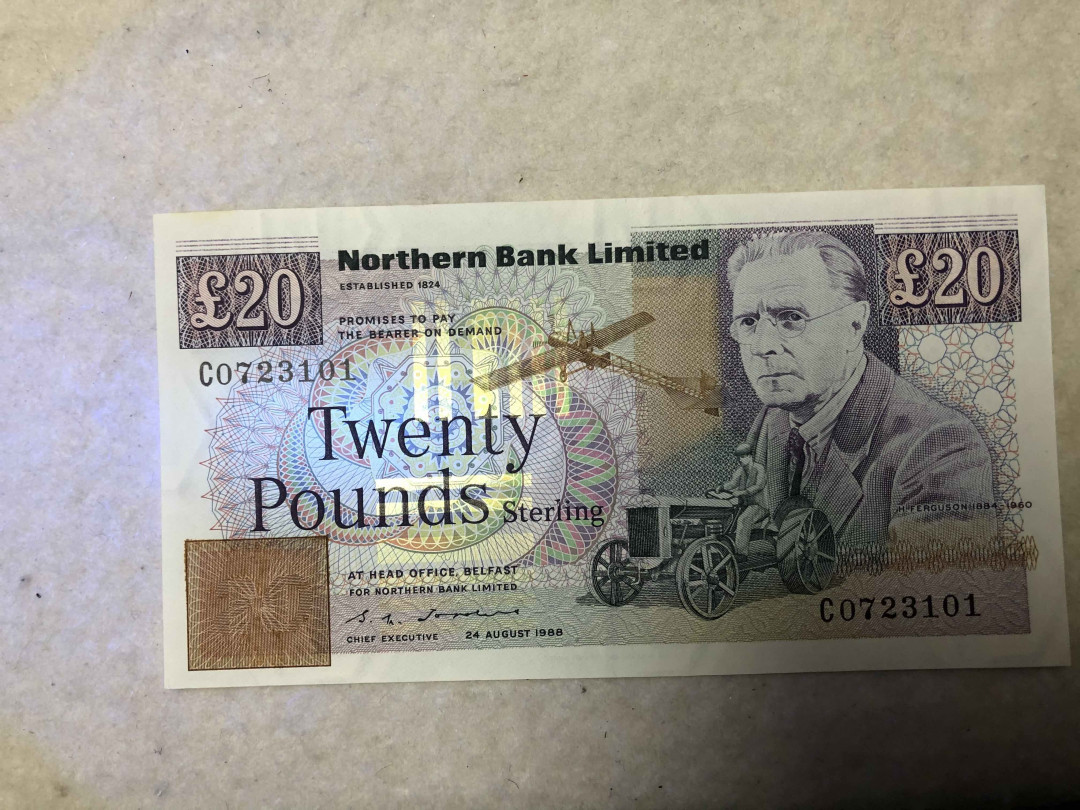 Northern Bank Limited
ESTABLISHED 1824
£20
£20
PROMISES TO PAY
THE BEARER ON DEMAND
C0723101
Twenty
Pounds Sterling
H FERGUSON 1884-1960
AT HEAD OFFICE, BELFAST
FOR NORTHERN BANK LIMITED
C0723101
CHIEF EXECUTIVE 24 AUGUST 1988